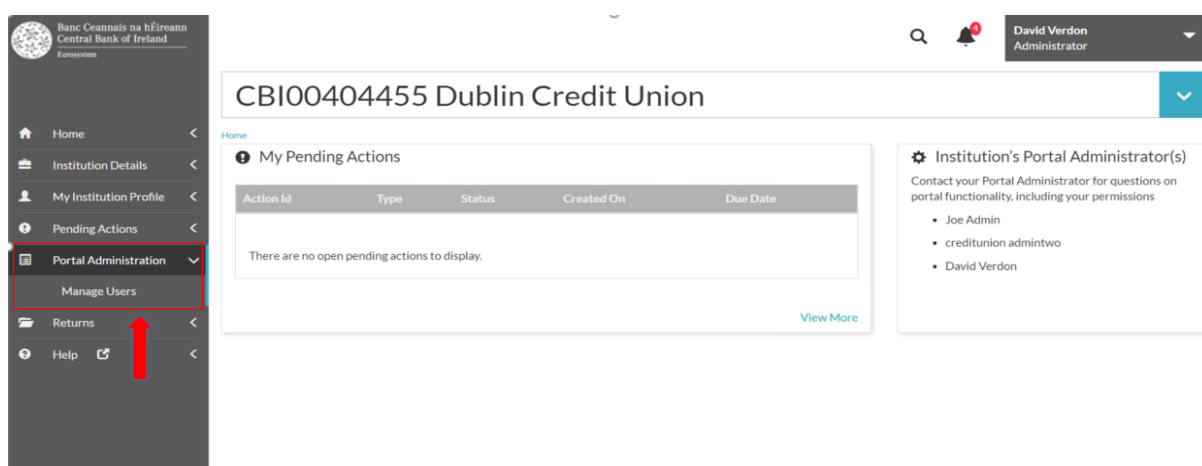 Banc Ceannais na hÉireann
Central Bank of Ireland
Eurosystem
4
David Verdon
Administrator
CBI00404455 Dublin Credit Union
Home
Institution Details
My Institution Profile
Pending Actions
Portal Administration
Manage Users
Returns
Help
Home
My Pending Actions
Action Id Type Status Created On Due Date
There are no open pending actions to display.
View More
Institution's Portal Administrator(s)
Contact your Portal Administrator for questions on
portal functionality, including your permissions
• Joe Admin
• creditunion admintwo
• David Verdon